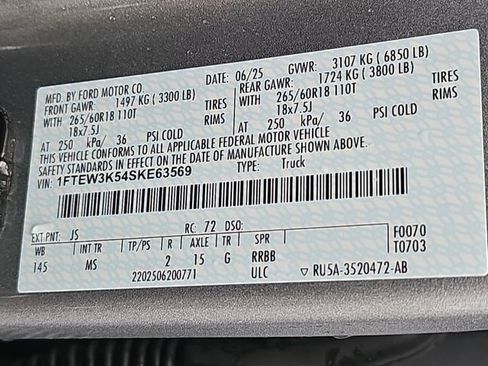 MFD. BY FORD MOTOR CO.
DATE: 06/25 GVWR: 3107 KG ( 6850 LB)
FRONT GAWR: 1497 KG ( 3300 LB) REAR GAWR: 1724 KG ( 3800 LB)
WITH 265/60R18 110T TIRES WITH 265/60R18 110T TIRES
18x7.5J RIMS 18x7.5J RIMS
AT 250 kPa/ 36 PSI COLD AT 250 kPa/ 36 PSI COLD
THIS VEHICLE CONFORMS TO ALL APPLICABLE FEDERAL MOTOR VEHICLE
SAFETY STANDARDS IN EFFECT ON THE DATE OF MANUFACTURE SHOWN ABOVE.
VIN: 1FTEW3K54SKE63569 TYPE: Truck
EXT PNT: JS RC: 72 DSO: F0070
WB INT TR TP/PS R AXLE TR SPR T0703
145 MS 2 15 G RRBB
2202506200771 ULC ▽ RU5A-3520472-AB